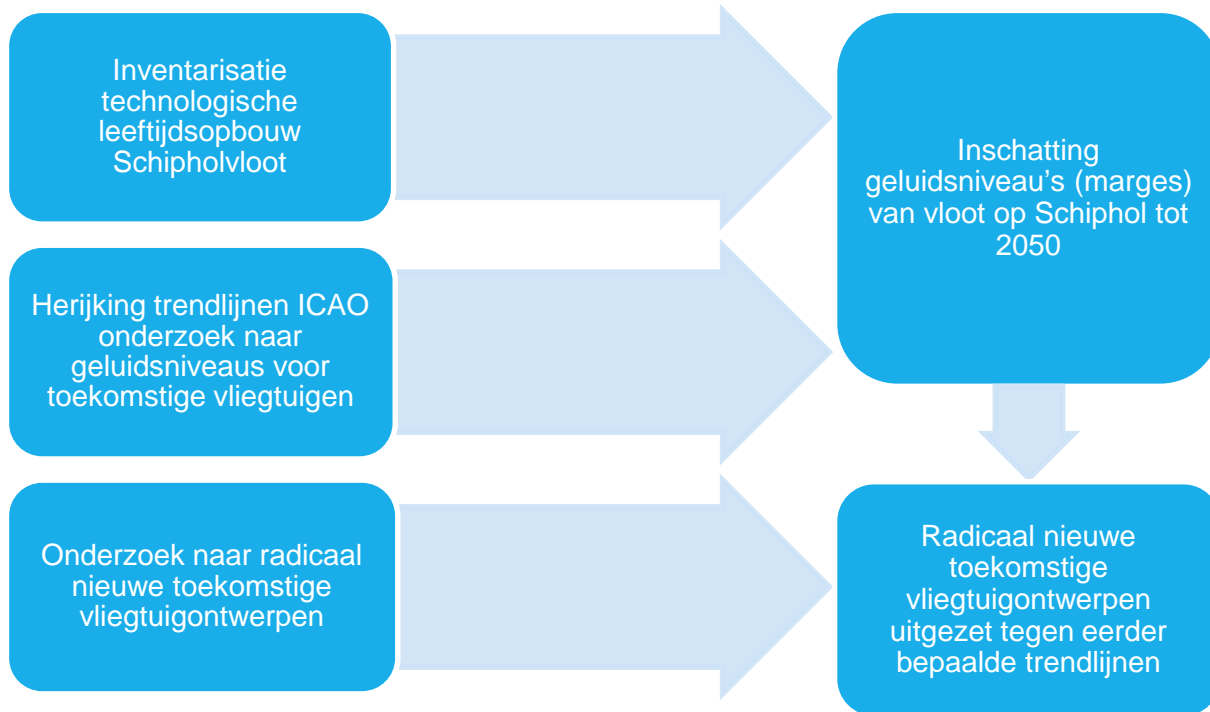 Inventarisatie
technologische
leeftijdsopbouw
Schipholvloot
Herijking trendlijnen ICAO
onderzoek naar
geluidsniveaus voor
toekomstige vliegtuigen
Onderzoek naar radicaal
nieuwe toekomstige
vliegtuigontwerpen
Inschatting
geluidsniveau’s (marges)
van vloot op Schiphol tot
2050
Radicaal nieuwe
toekomstige
vliegtuigontwerpen
uitgezet tegen eerder
bepaalde trendlijnen